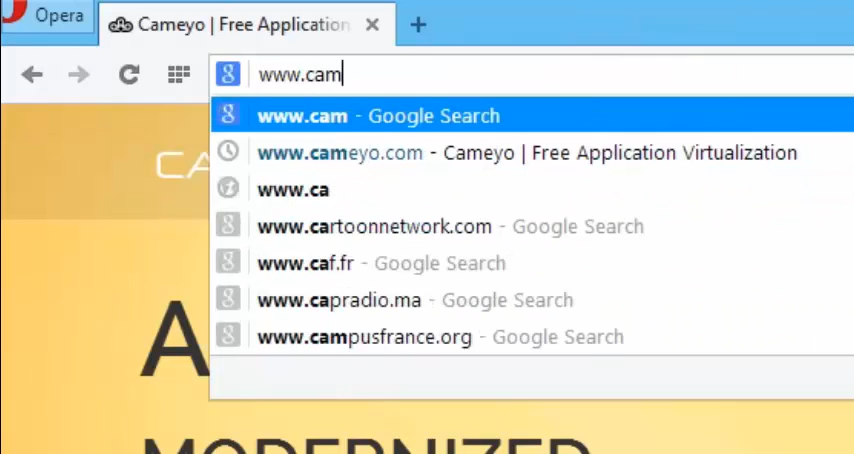 Opera
Cameyo | Free Application
www.cam
www.cam - Google Search
www.cameyo.com - Cameyo | Free Application Virtualization
CA
www.ca
www.cartoonnetwork.com - Google Search
www.caf.fr - Google Search
www.capradio.ma - Google Search
www.campusfrance.org - Google Search
A
MODERNIZED